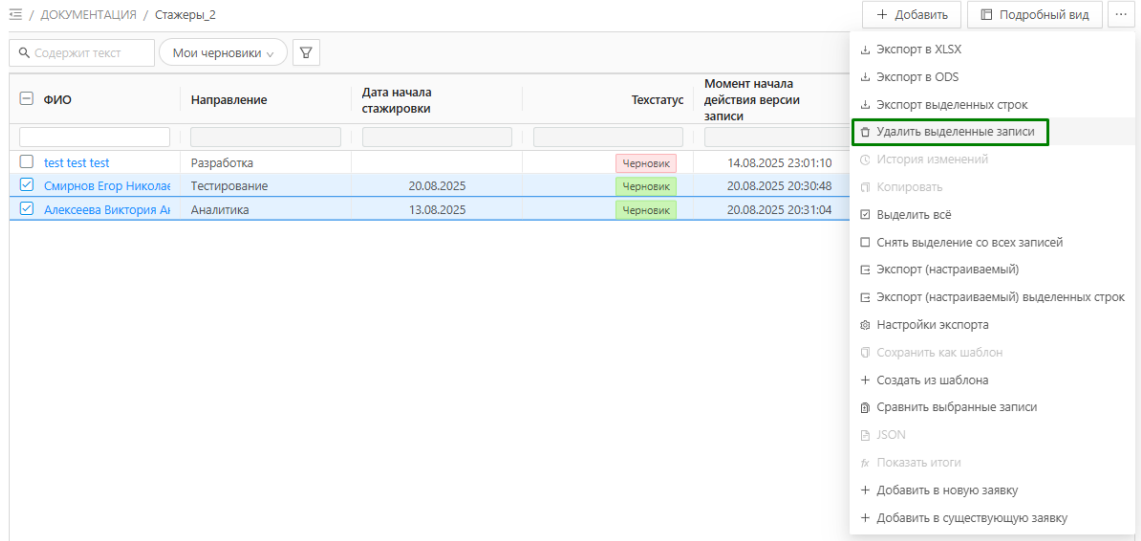 / ДОКУМЕНТАЦИЯ / Стажеры_2
+ Добавить
Подробный вид
...
Содержит текст
Мои черновики
ФИО
Направление
Дата начала
стажировки
Техстатус
Момент начала
действия версии
записи
test test test
Разработка
Черновик
14.08.2025 23:01:10
Смирнов Егор Николае
Тестирование
20.08.2025
Черновик
20.08.2025 20:30:48
Алексеева Виктория Ан
Аналитика
13.08.2025
Черновик
20.08.2025 20:31:04
Экспорт в XLSX
Экспорт в ODS
Экспорт выделенных строк
Удалить выделенные записи
История изменений
Копировать
Выделить всё
Снять выделение со всех записей
Экспорт (настраиваемый)
Экспорт (настраиваемый) выделенных строк
Настройки экспорта
Сохранить как шаблон
+ Создать из шаблона
Сравнить выбранные записи
JSON
fx Показать итоги
+ Добавить в новую заявку
+ Добавить в существующую заявку